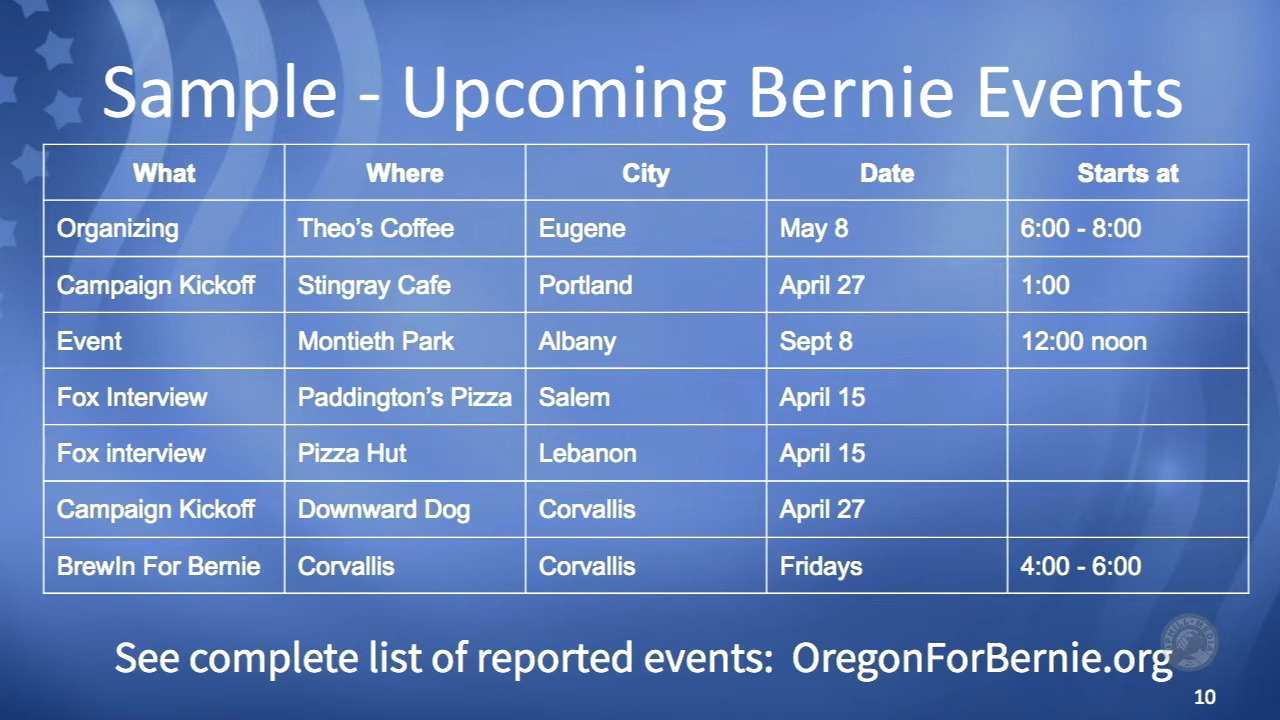 Sample - Upcoming Bernie Events
What Where City Date Starts at
Organizing Theo’s Coffee Eugene May 8 6:00 - 8:00
Campaign Kickoff Stingray Cafe Portland April 27 1:00
Event Montieth Park Albany Sept 8 12:00 noon
Fox Interview Paddington’s Pizza Salem April 15
Fox interview Pizza Hut Lebanon April 15
Campaign Kickoff Downward Dog Corvallis April 27
BrewIn For Bernie Corvallis Corvallis Fridays 4:00 - 6:00
See complete list of reported events: OregonForBernie.org
10